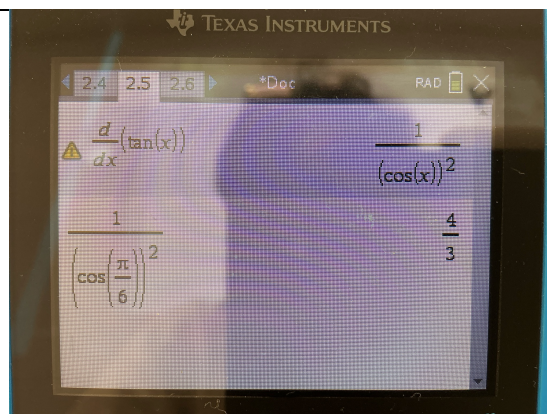 TEXAS INSTRUMENTS
2.4 2.5 2.6 *Doc RAD
d/dx(tan(x)) 1/(cos(x))²
1/(cos(π/6))² 4/3